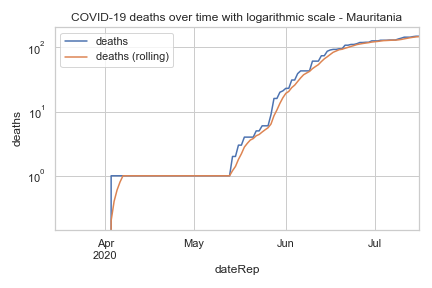 COVID-19 deaths over time with logarithmic scale - Mauritania
deaths
deaths (rolling)
deaths
10²
10¹
10⁰
Apr
2020
May
Jun
Jul
dateRep